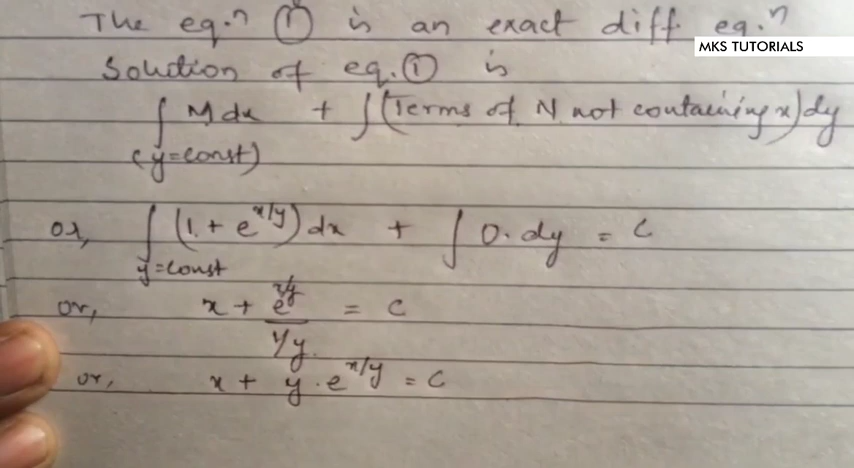 The eq.ⁿ ① is an exact diff. eq.ⁿ
MKS TUTORIALS
Solution of eq.① is
∫ M dx + ∫(Terms of N not containing x) dy
(y=const)
or, ∫ (1 + e^{x/y}) dx + ∫ 0. dy = C
y=const
or, x + e^{x/y} = C
1/y.
or, x + y . e^{x/y} = C